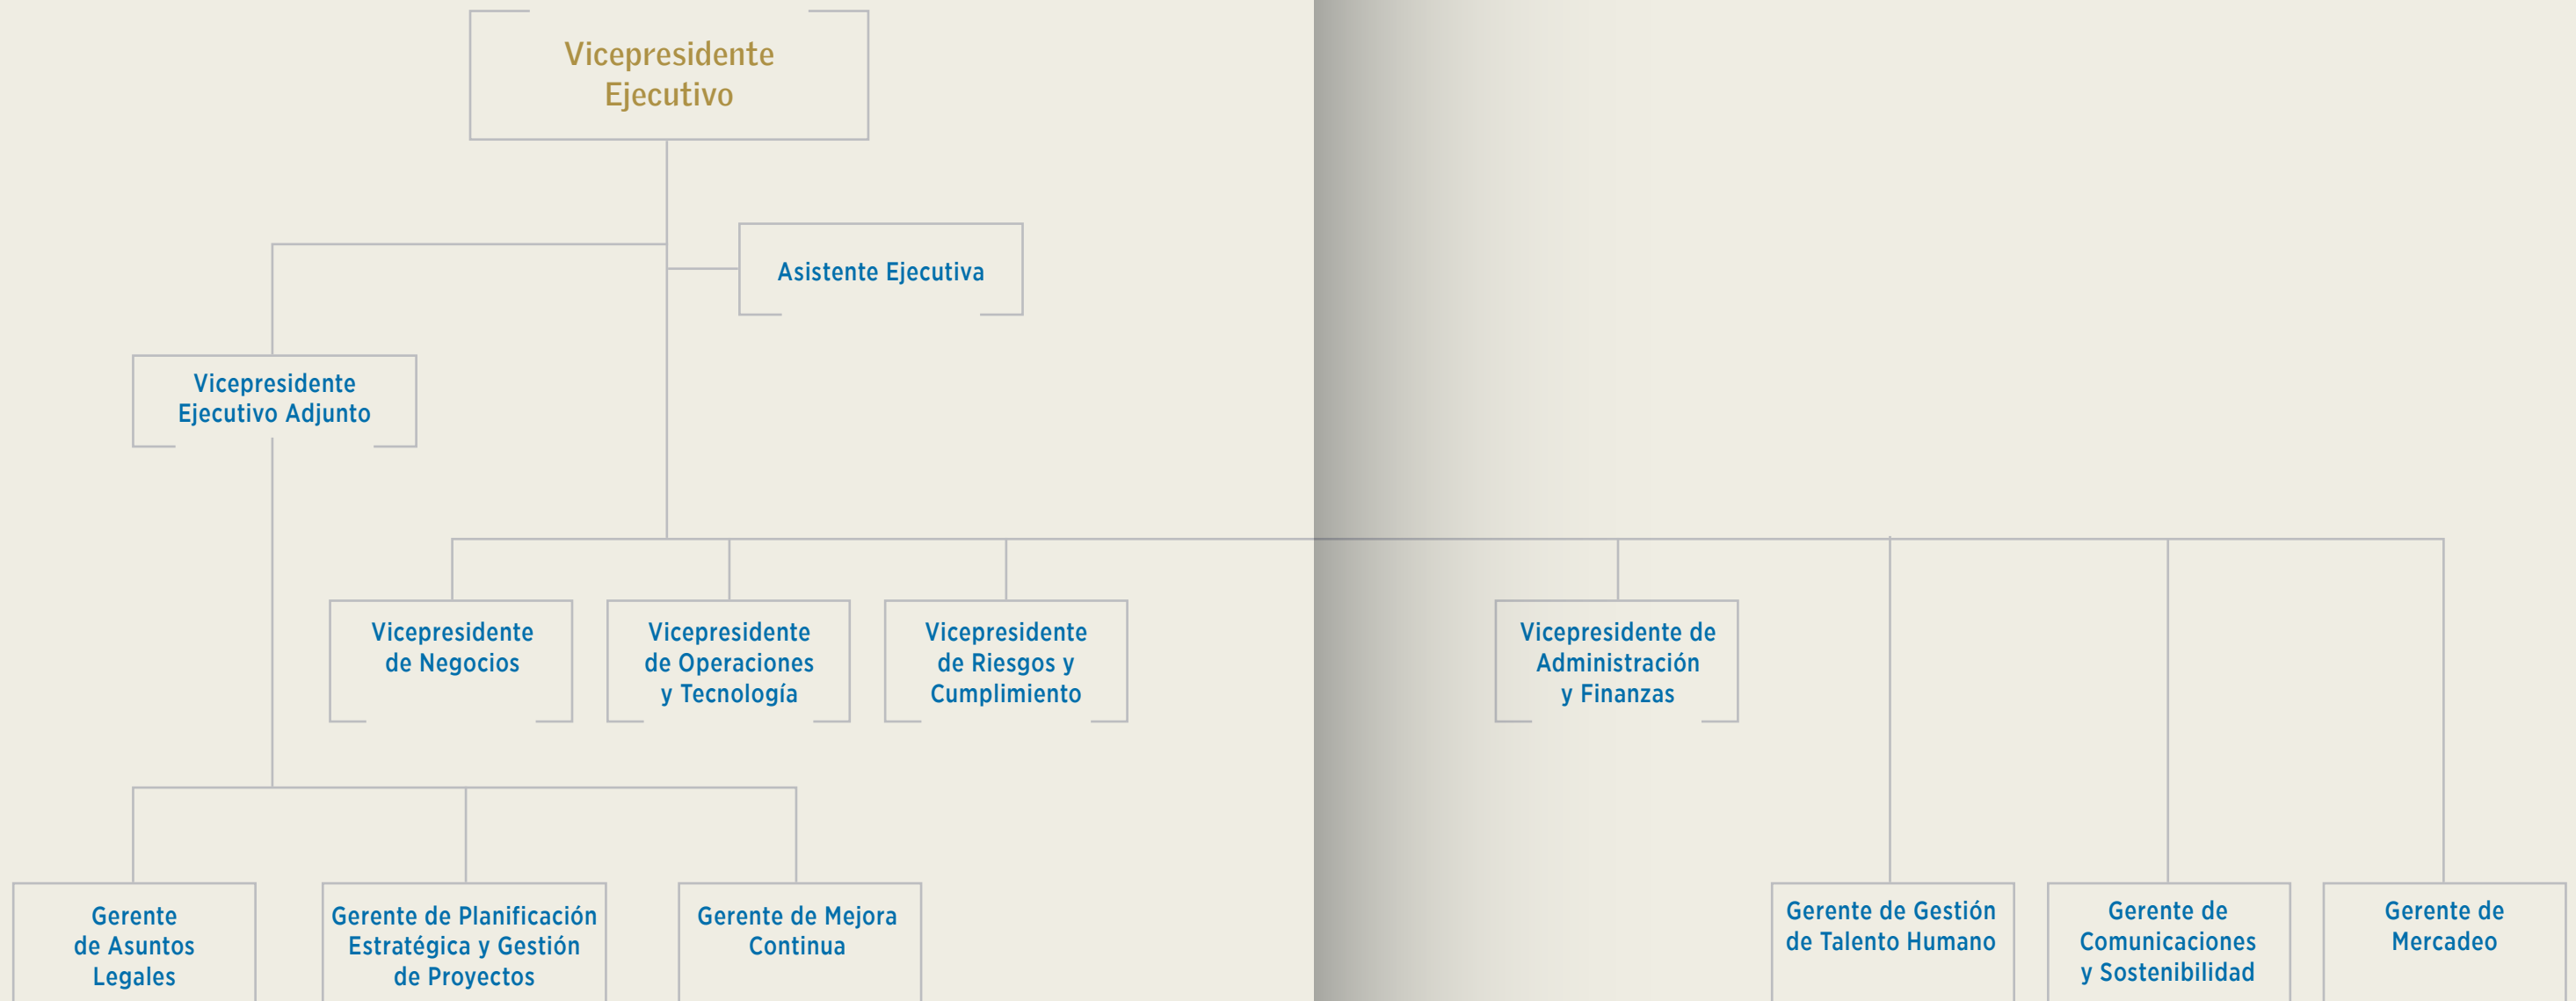 Vicepresidente
Ejecutivo
Asistente Ejecutiva
Vicepresidente
Ejecutivo Adjunto
Vicepresidente
de Negocios
Vicepresidente
de Operaciones
y Tecnología
Vicepresidente
de Riesgos y
Cumplimiento
Vicepresidente de
Administración
y Finanzas
Gerente
de Asuntos
Legales
Gerente de Planificación
Estratégica y Gestión
de Proyectos
Gerente de Mejora
Continua
Gerente de Gestión
de Talento Humano
Gerente de
Comunicaciones
y Sostenibilidad
Gerente de
Mercadeo